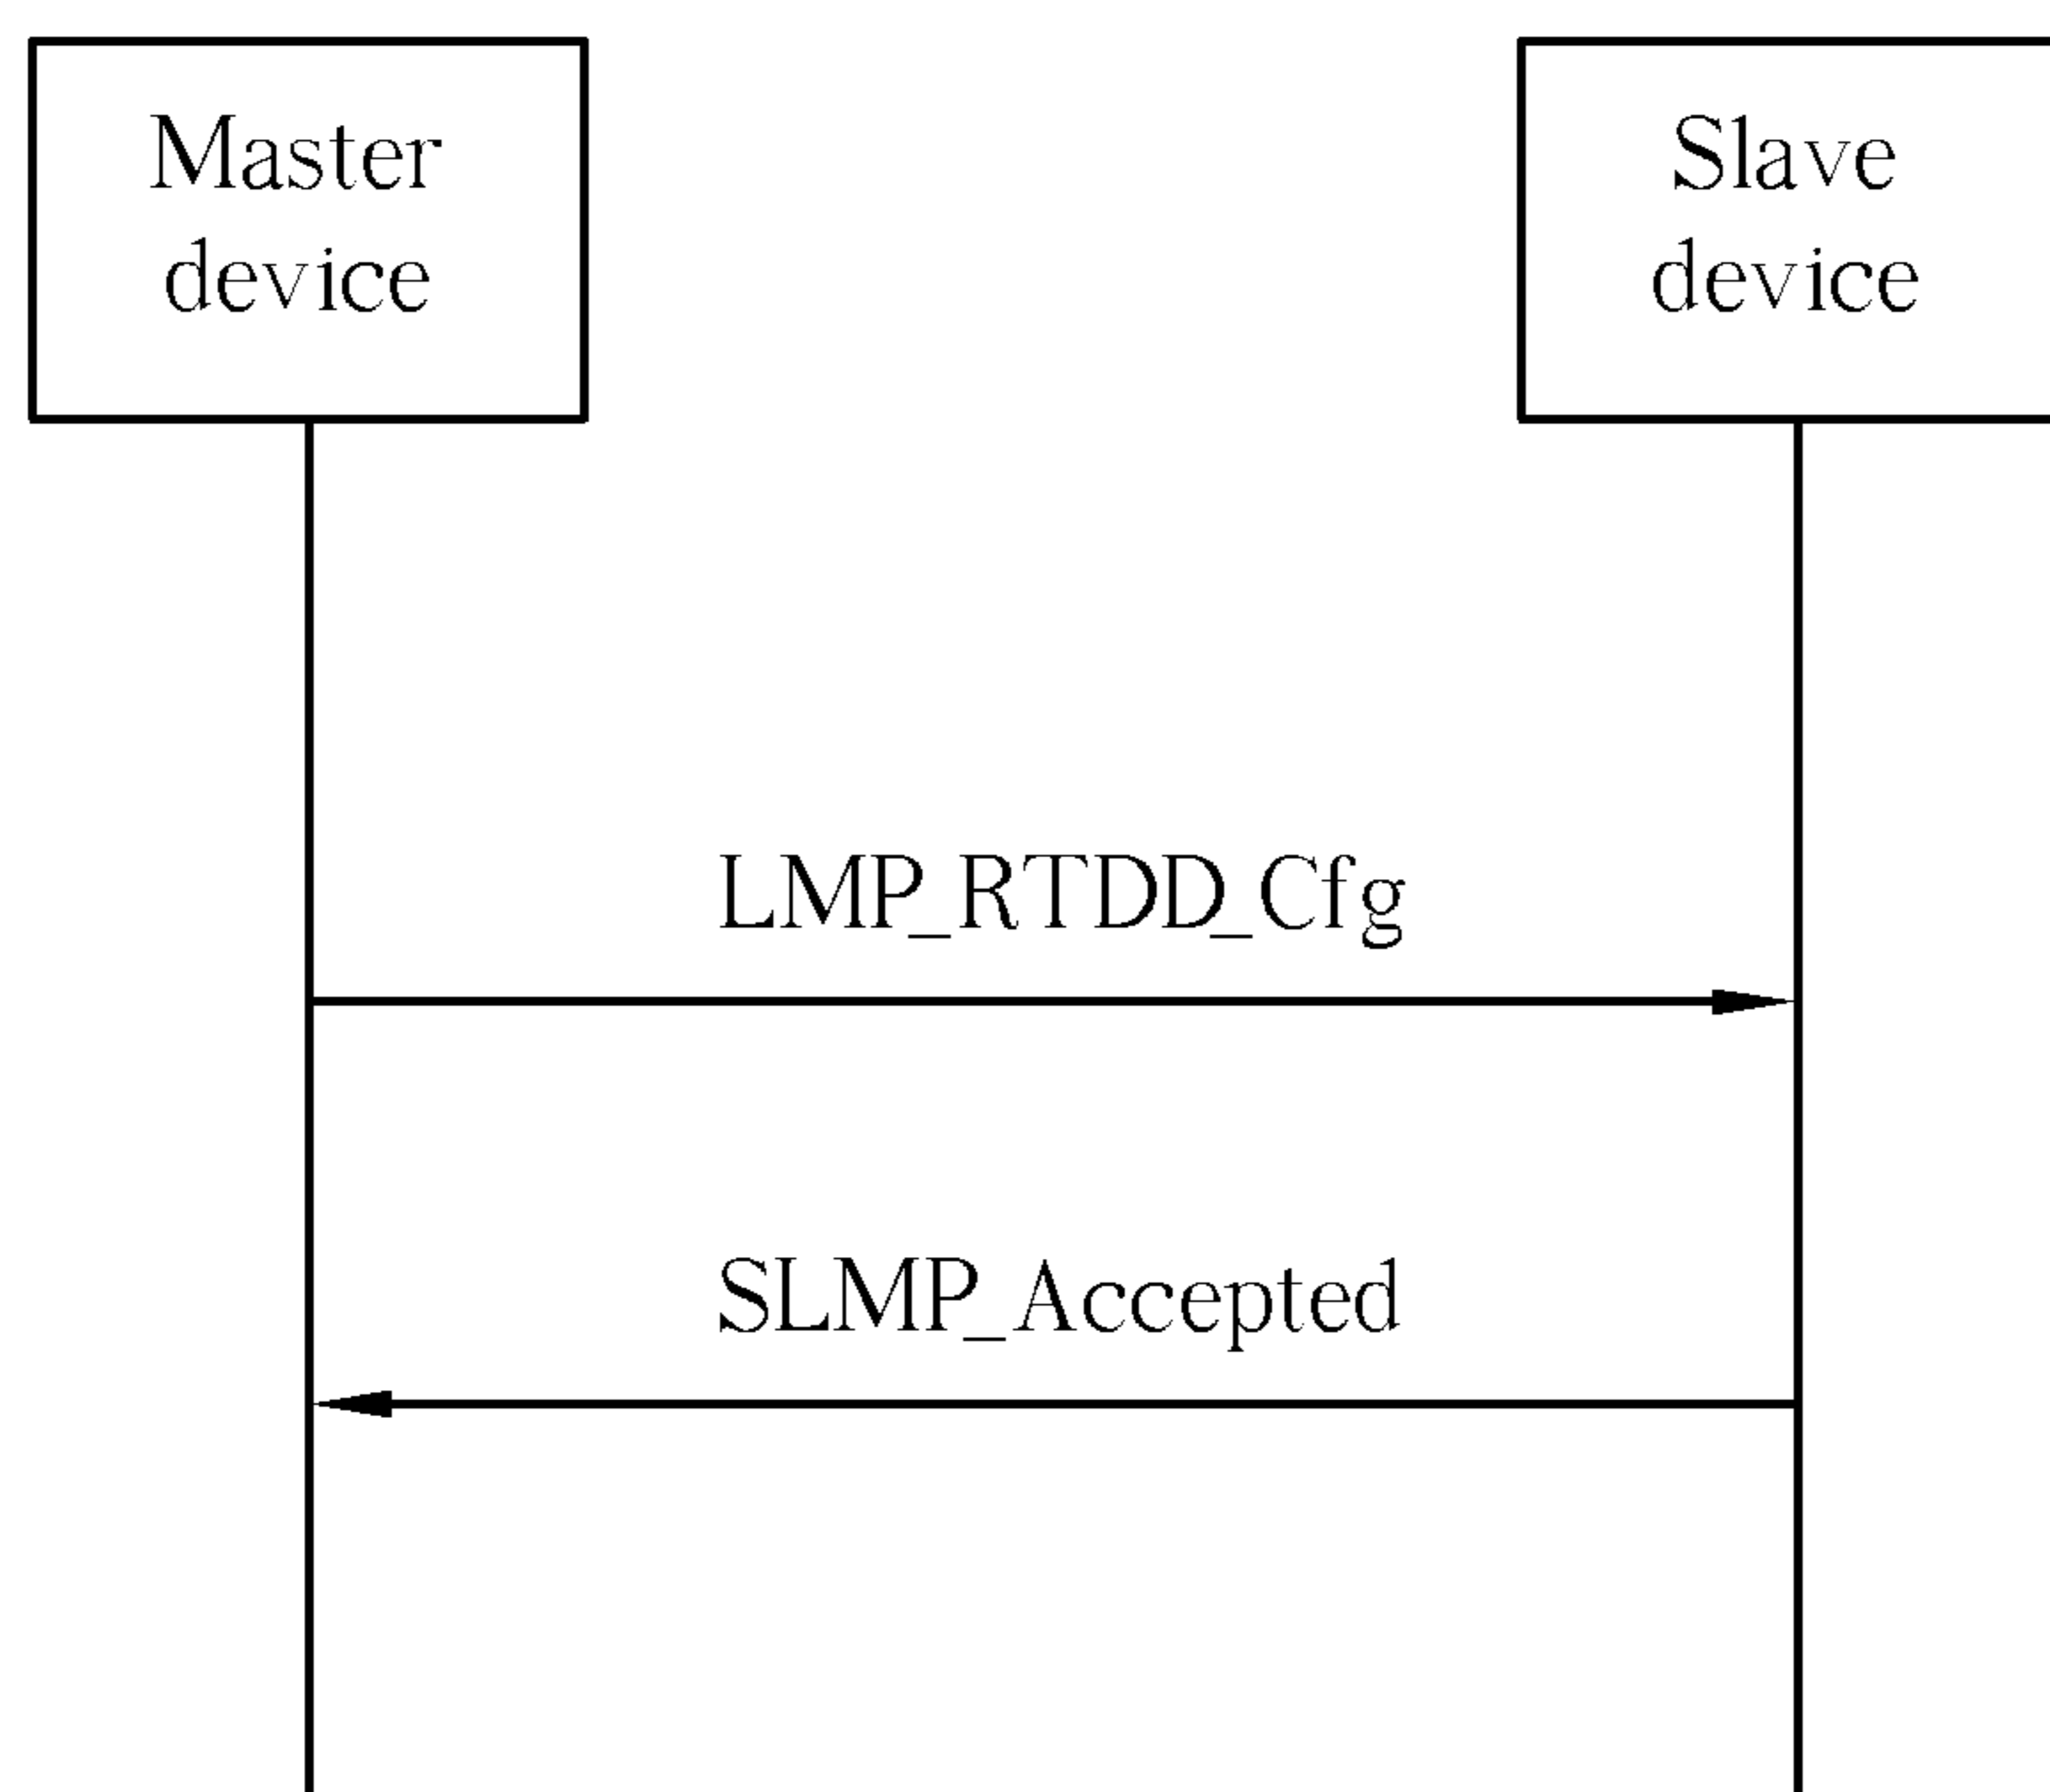 Master
device
Slave
device
LMP_RTDD_Cfg
SLMP_Accepted